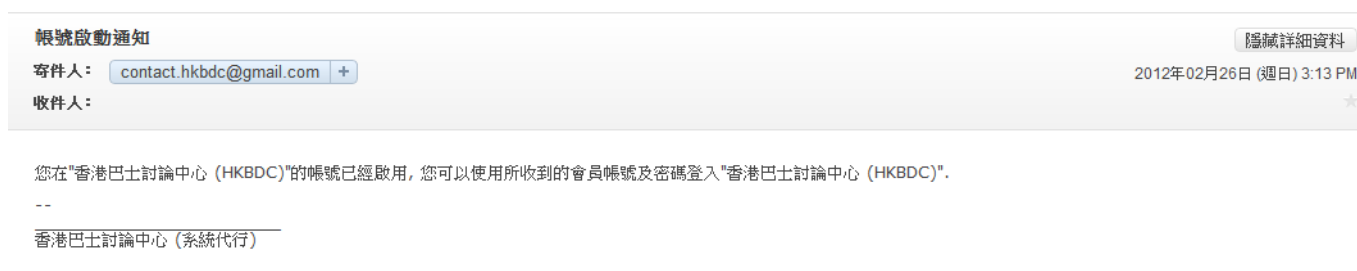 帳號啟動通知
隱藏詳細資料
寄件人： contact.hkbdc@gmail.com +
2012年02月26日 (週日) 3:13 PM
收件人：
您在"香港巴士討論中心 (HKBDC)"的帳號已經啟用, 您可以使用所收到的會員帳號及密碼登入"香港巴士討論中心 (HKBDC)".
--
香港巴士討論中心 (系統代行)